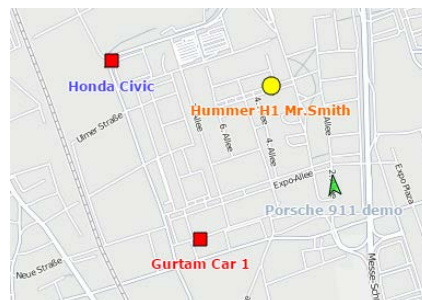 Honda Civic
Hummer H1 Mr.Smith
Ulmer Straße
Allee
6. Allee
4. Allee
4. Allee
Expo-Allee
Expo Plaza
Porsche 911 demo
Gurtam Car 1
Neue Straße